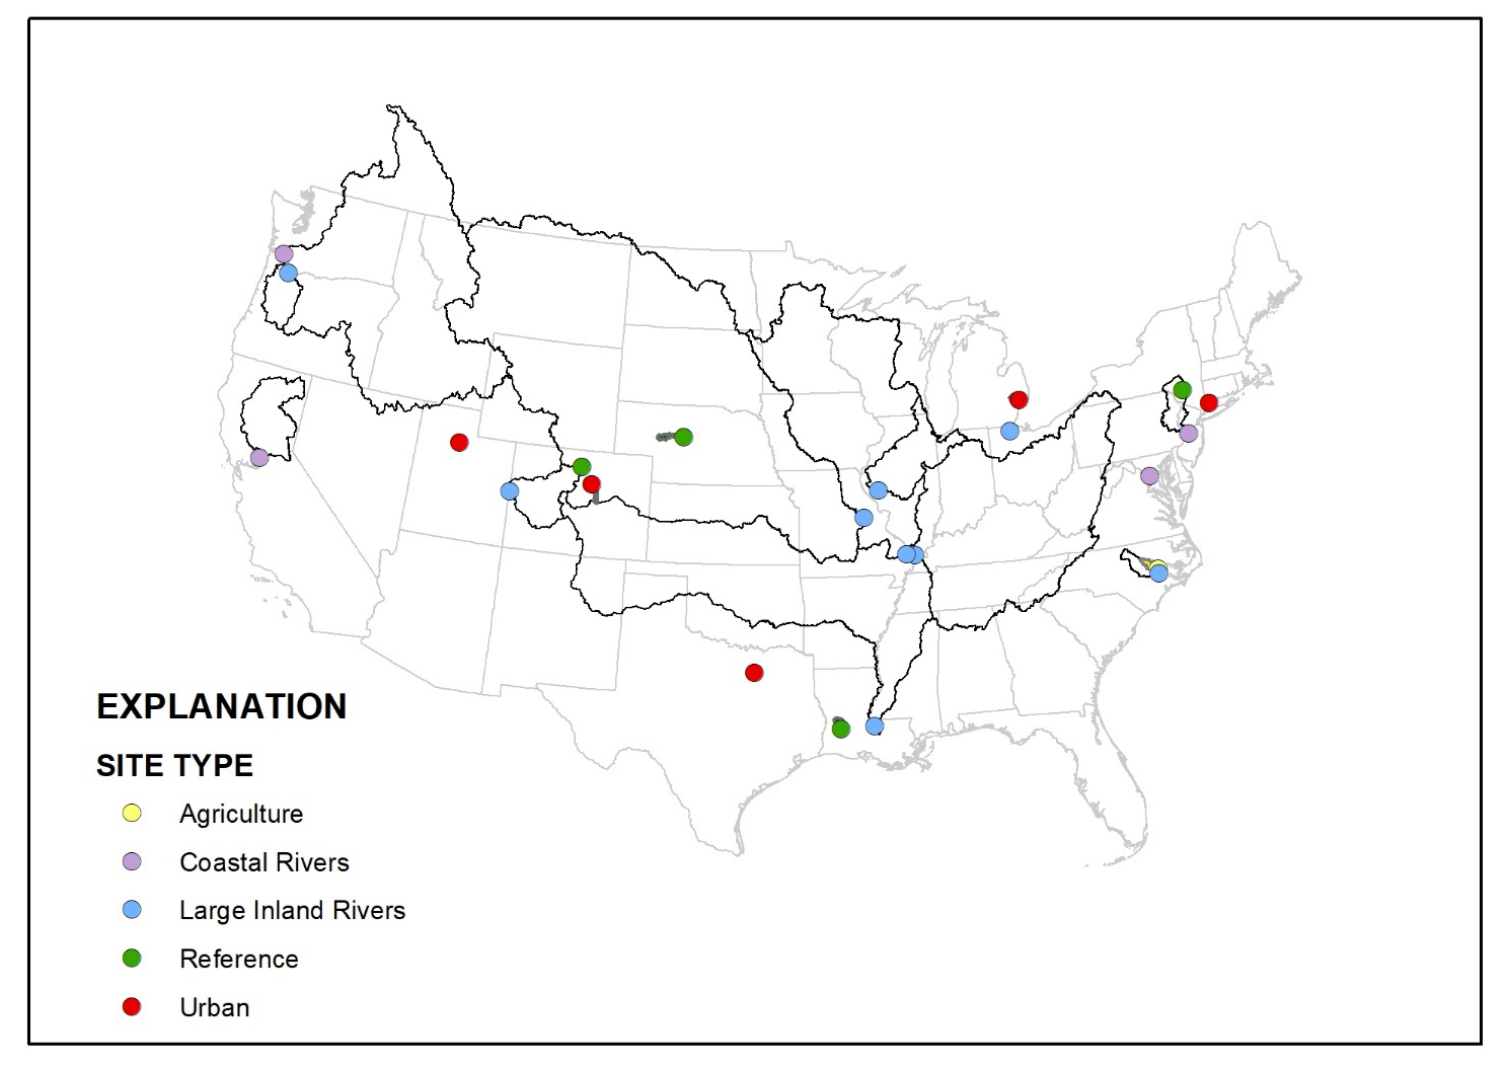 EXPLANATION
SITE TYPE
Agriculture
Coastal Rivers
Large Inland Rivers
Reference
Urban